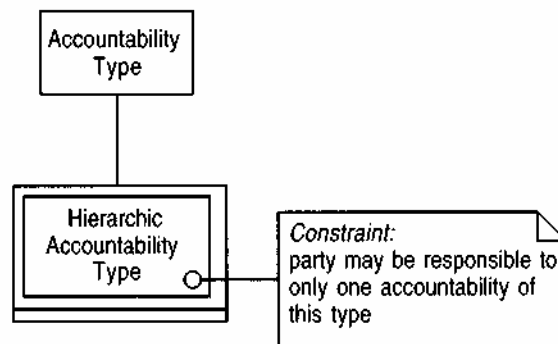 Accountability
Type
Hierarchic
Accountability
Type
Constraint:
party may be responsible to
only one accountability of
this type